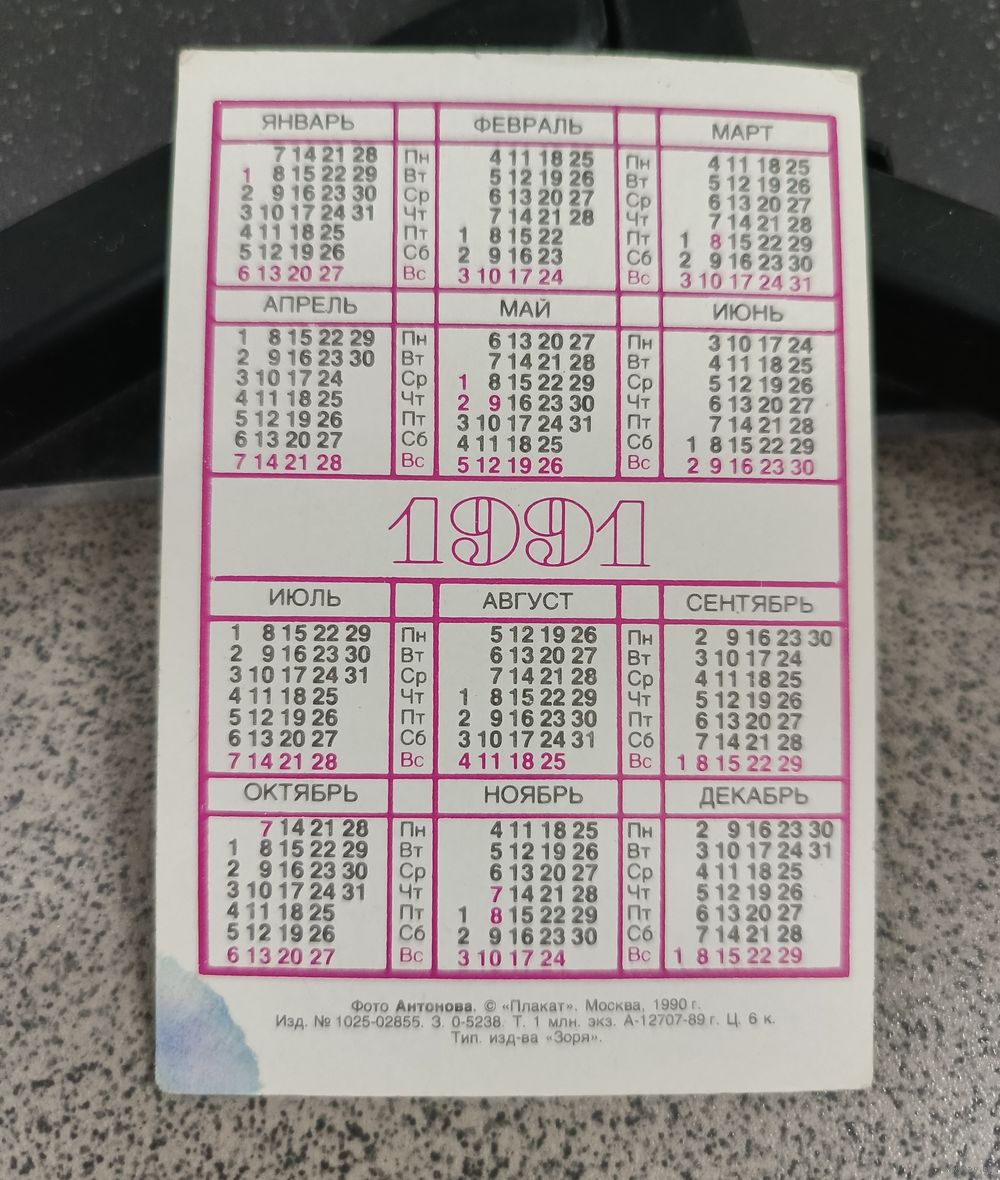 ЯНВАРЬ ФЕВРАЛЬ МАРТ
7 14 21 28 Пн 4 11 18 25 Пн 4 11 18 25
1 8 15 22 29 Вт 5 12 19 26 Вт 5 12 19 26
2 9 16 23 30 Ср 6 13 20 27 Ср 6 13 20 27
3 10 17 24 31 Чт 7 14 21 28 Чт 7 14 21 28
4 11 18 25 Пт 1 8 15 22 Пт 1 8 15 22 29
5 12 19 26 Сб 2 9 16 23 Сб 2 9 16 23 30
6 13 20 27 Вс 3 10 17 24 Вс 3 10 17 24 31
АПРЕЛЬ МАЙ ИЮНЬ
1 8 15 22 29 Пн 6 13 20 27 Пн 3 10 17 24
2 9 16 23 30 Вт 7 14 21 28 Вт 4 11 18 25
3 10 17 24 Ср 1 8 15 22 29 Ср 5 12 19 26
4 11 18 25 Чт 2 9 16 23 30 Чт 6 13 20 27
5 12 19 26 Пт 3 10 17 24 31 Пт 7 14 21 28
6 13 20 27 Сб 4 11 18 25 Сб 1 8 15 22 29
7 14 21 28 Вс 5 12 19 26 Вс 2 9 16 23 30
1991
ИЮЛЬ АВГУСТ СЕНТЯБРЬ
1 8 15 22 29 Пн 5 12 19 26 Пн 2 9 16 23 30
2 9 16 23 30 Вт 6 13 20 27 Вт 3 10 17 24
3 10 17 24 31 Ср 7 14 21 28 Ср 4 11 18 25
4 11 18 25 Чт 1 8 15 22 29 Чт 5 12 19 26
5 12 19 26 Пт 2 9 16 23 30 Пт 6 13 20 27
6 13 20 27 Сб 3 10 17 24 31 Сб 7 14 21 28
7 14 21 28 Вс 4 11 18 25 Вс 1 8 15 22 29
ОКТЯБРЬ НОЯБРЬ ДЕКАБРЬ
7 14 21 28 Пн 4 11 18 25 Пн 2 9 16 23 30
1 8 15 22 29 Вт 5 12 19 26 Вт 3 10 17 24 31
2 9 16 23 30 Ср 6 13 20 27 Ср 4 11 18 25
3 10 17 24 31 Чт 7 14 21 28 Чт 5 12 19 26
4 11 18 25 Пт 1 8 15 22 29 Пт 6 13 20 27
5 12 19 26 Сб 2 9 16 23 30 Сб 7 14 21 28
6 13 20 27 Вс 3 10 17 24 Вс 1 8 15 22 29
Фото Антонова. © «Плакат». Москва, 1990 г.
Изд. № 1025-02855. З. 0-5238. Т. 1 млн. экз. А-12707-89 г. Ц. 6 к.
Тип. изд-ва «Зоря».